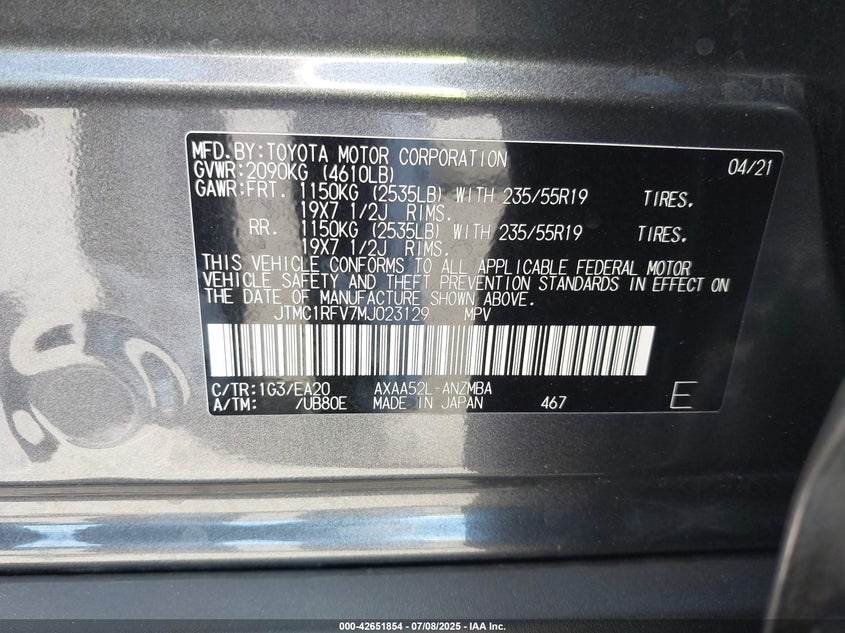 MFD.BY:TOYOTA MOTOR CORPORATION 04/21
GVWR:2090KG (4610LB)
GAWR:FRT. 1150KG (2535LB) WITH 235/55R19 TIRES.
19X7 1/2J RIMS.
RR. 1150KG (2535LB) WITH 235/55R19 TIRES.
19X7 1/2J RIMS.
THIS VEHICLE CONFORMS TO ALL APPLICABLE FEDERAL MOTOR
VEHICLE SAFETY AND THEFT PREVENTION STANDARDS IN EFFECT ON
THE DATE OF MANUFACTURE SHOWN ABOVE.
JTMC1RFV7MJ023129 MPV
C/TR:1G3/EA20 AXAA52L-ANZMBA
A/TM: /UB80E MADE IN JAPAN 467 E
000-42651854 | 07/08/2025 - IAA Inc.